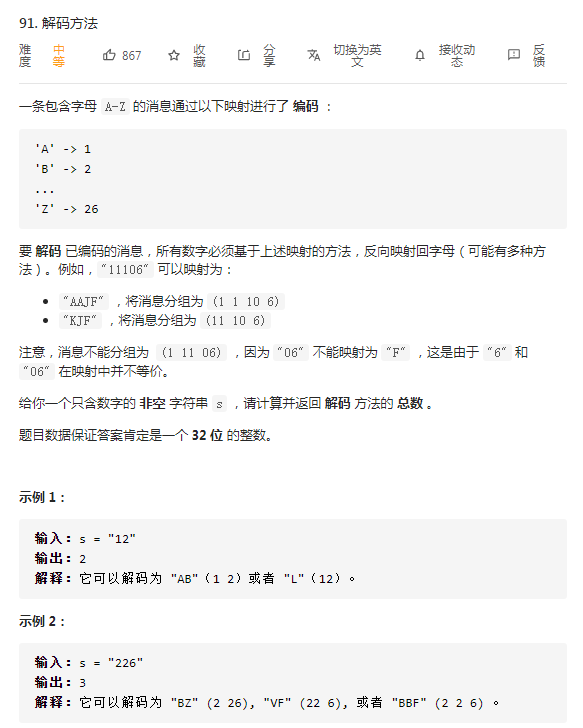 91. 解码方法
难度 中等 867 收藏 分享 切换为英文 接收动态 反馈
一条包含字母 A-Z 的消息通过以下映射进行了 编码 ：
'A' -> 1
'B' -> 2
...
'Z' -> 26
要 解码 已编码的消息，所有数字必须基于上述映射的方法，反向映射回字母（可能有多种方
法）。例如，"11106" 可以映射为：
• "AAJF" ，将消息分组为 (1 1 10 6)
• "KJF" ，将消息分组为 (11 10 6)
注意，消息不能分组为 (1 11 06) ，因为 "06" 不能映射为 "F" ，这是由于 "6" 和
"06" 在映射中并不等价。
给你一个只含数字的 非空 字符串 s ，请计算并返回 解码 方法的 总数 。
题目数据保证答案肯定是一个 32 位 的整数。
示例 1：
输入：s = "12"
输出：2
解释：它可以解码为 "AB"（1 2）或者 "L"（12）。
示例 2：
输入：s = "226"
输出：3
解释：它可以解码为 "BZ" (2 26), "VF" (22 6), 或者 "BBF" (2 2 6) 。